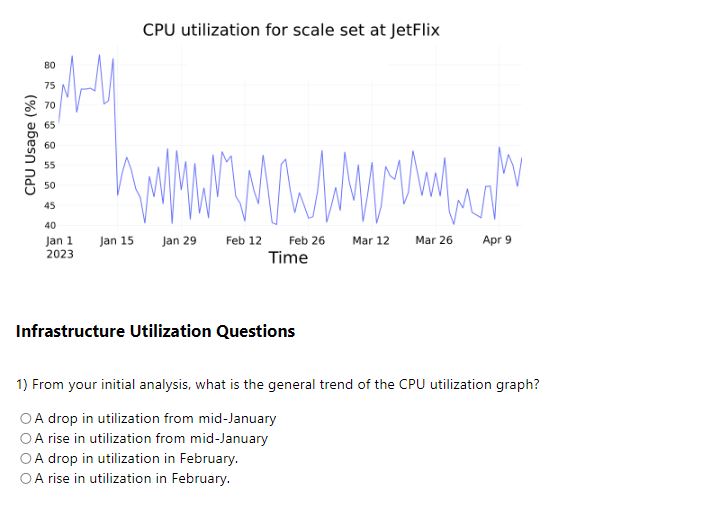 CPU utilization for scale set at JetFlix
80
75
70
65
60
55
50
45
40
CPU Usage (%)
Jan 1 Jan 15 Jan 29 Feb 12 Feb 26 Mar 12 Mar 26 Apr 9
2023
Time
Infrastructure Utilization Questions
1) From your initial analysis, what is the general trend of the CPU utilization graph?
A drop in utilization from mid-January
A rise in utilization from mid-January
A drop in utilization in February.
A rise in utilization in February.